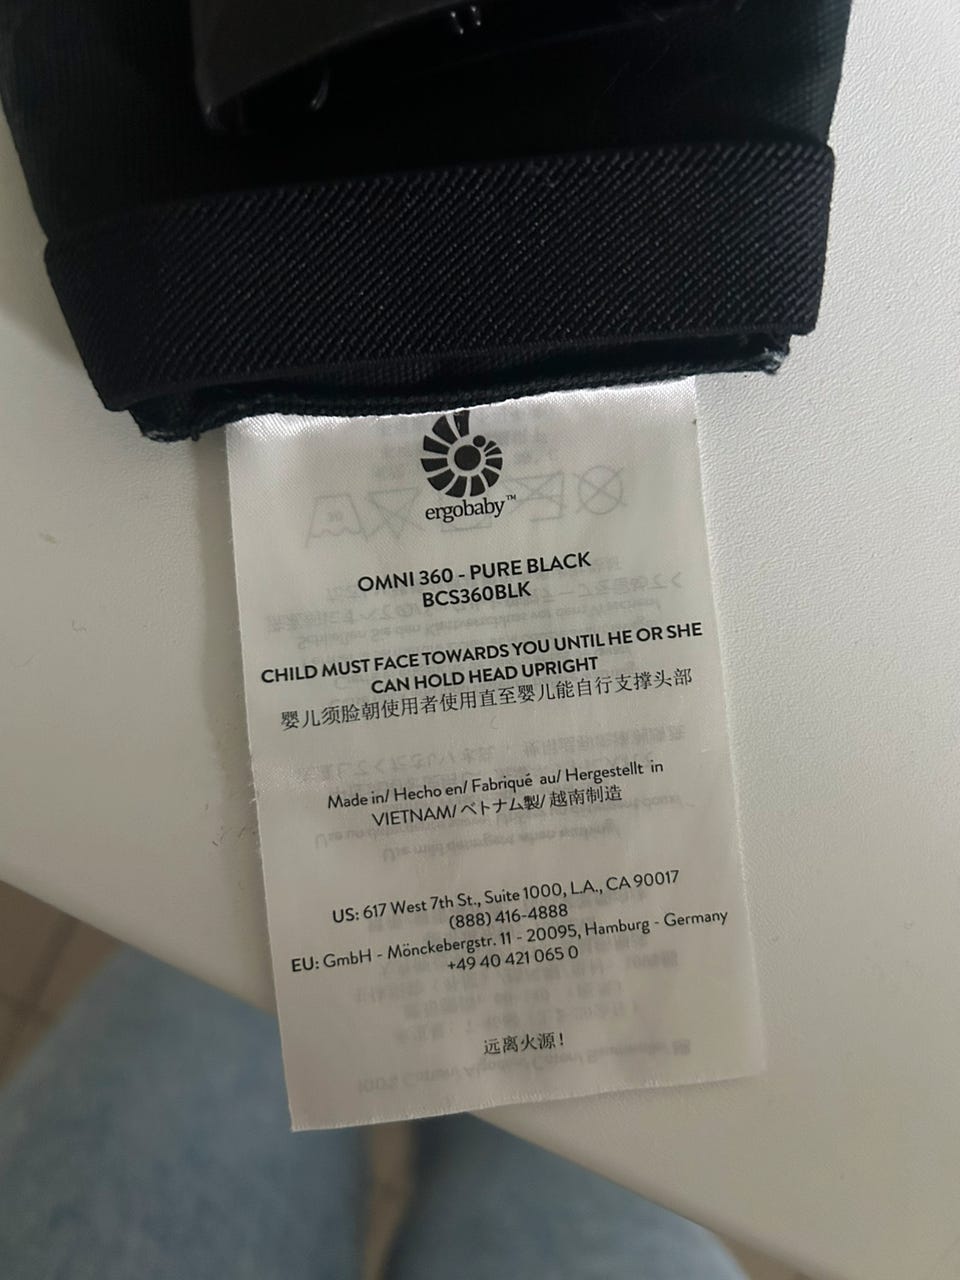 ergobaby™
OMNI 360 - PURE BLACK
BCS360BLK
CHILD MUST FACE TOWARDS YOU UNTIL HE OR SHE
CAN HOLD HEAD UPRIGHT
婴儿须脸朝使用者使用直至婴儿能自行支撑头部
Made in/ Hecho en/ Fabriqué au/ Hergestellt in
VIETNAM/ ベトナム製/ 越南制造
US: 617 West 7th St., Suite 1000, L.A., CA 90017
(888) 416-4888
EU: GmbH - Mönckebergstr. 11 - 20095, Hamburg - Germany
+49 40 421 065 0
远离火源!